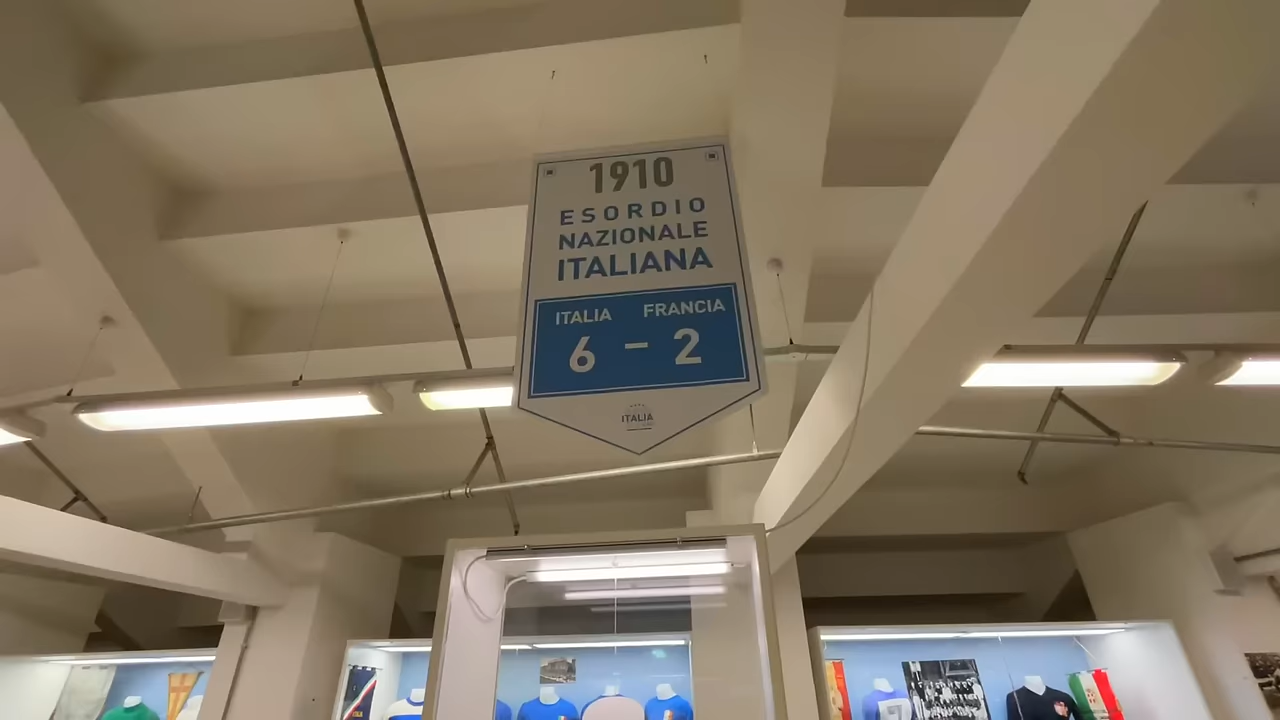 1910
ESORDIO
NAZIONALE
ITALIANA
ITALIA FRANCIA
6 - 2
ITALIA